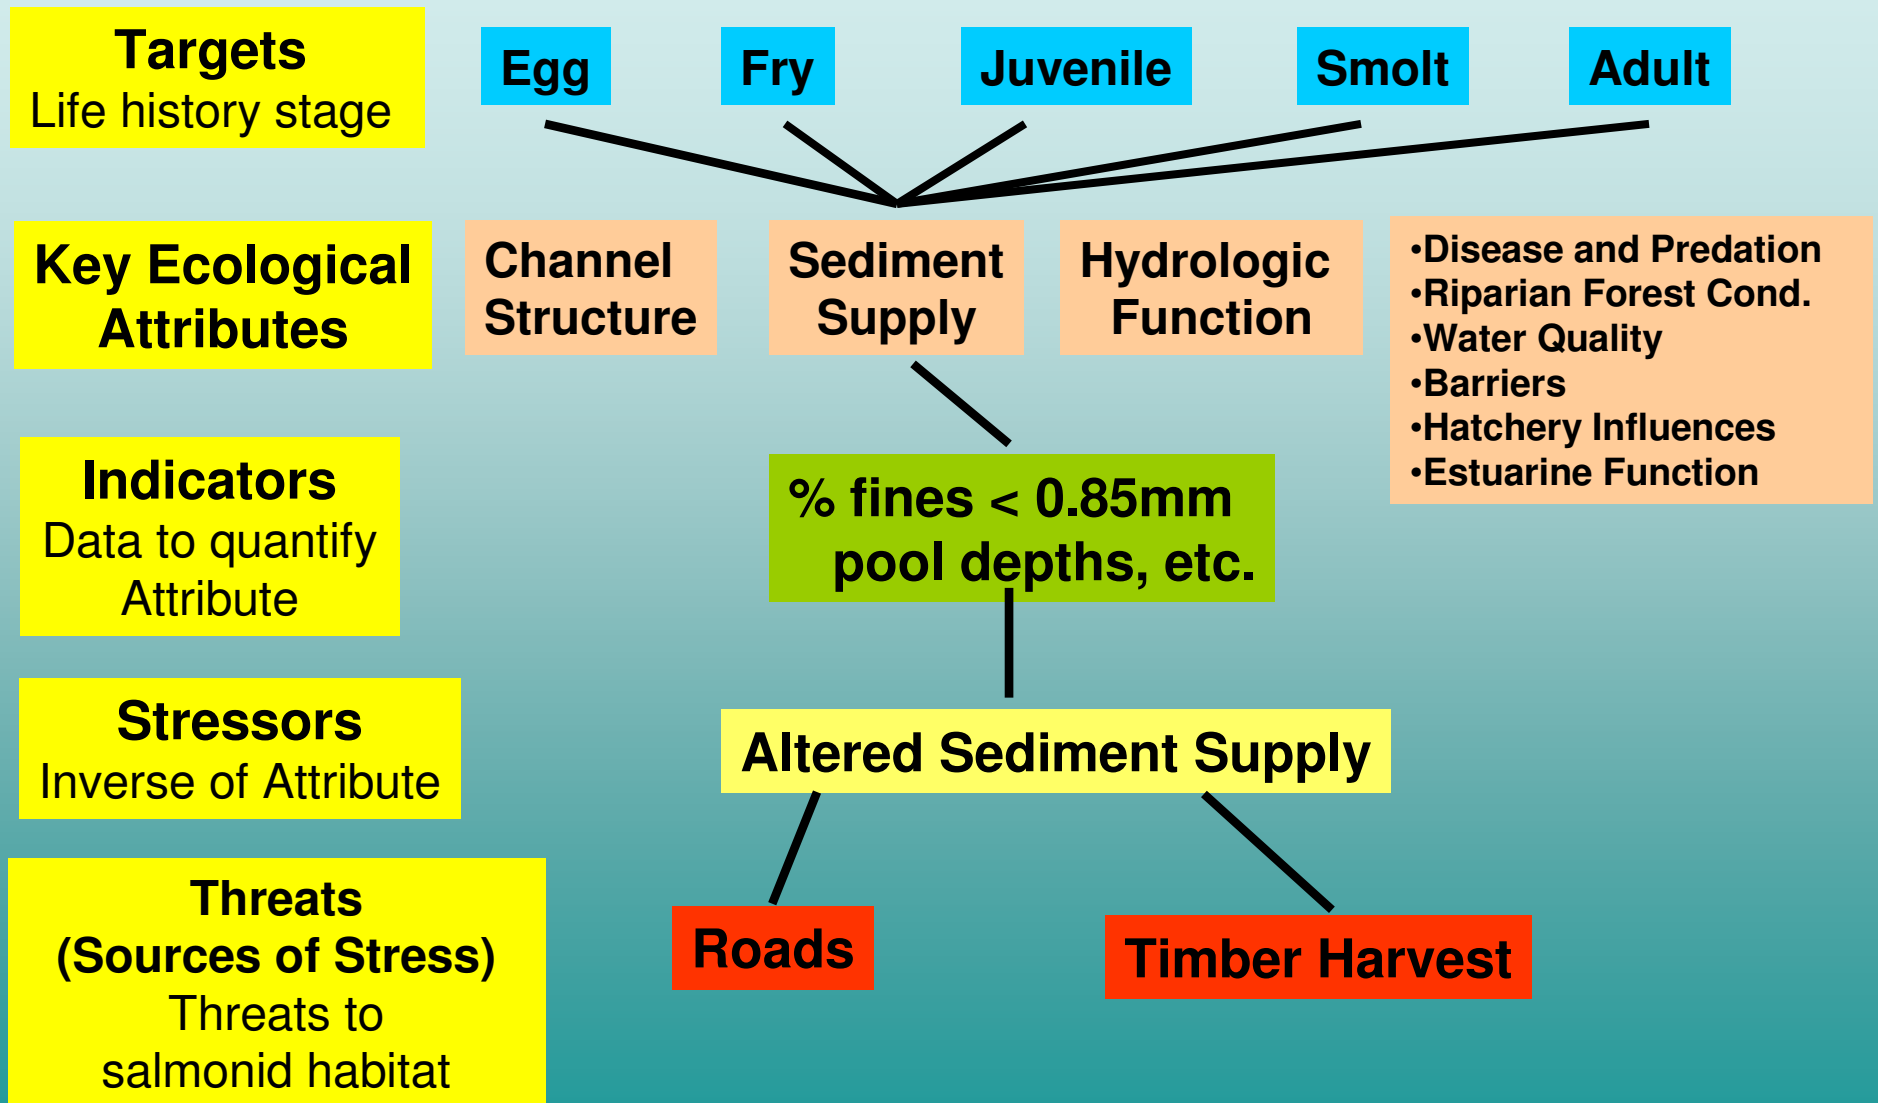 Targets
Life history stage
Egg
Fry
Juvenile
Smolt
Adult
Key Ecological
Attributes
Channel
Structure
Sediment
Supply
Hydrologic
Function
•Disease and Predation
•Riparian Forest Cond.
•Water Quality
•Barriers
•Hatchery Influences
•Estuarine Function
Indicators
Data to quantify
Attribute
% fines < 0.85mm
pool depths, etc.
Stressors
Inverse of Attribute
Altered Sediment Supply
Threats
(Sources of Stress)
Threats to
salmonid habitat
Roads
Timber Harvest